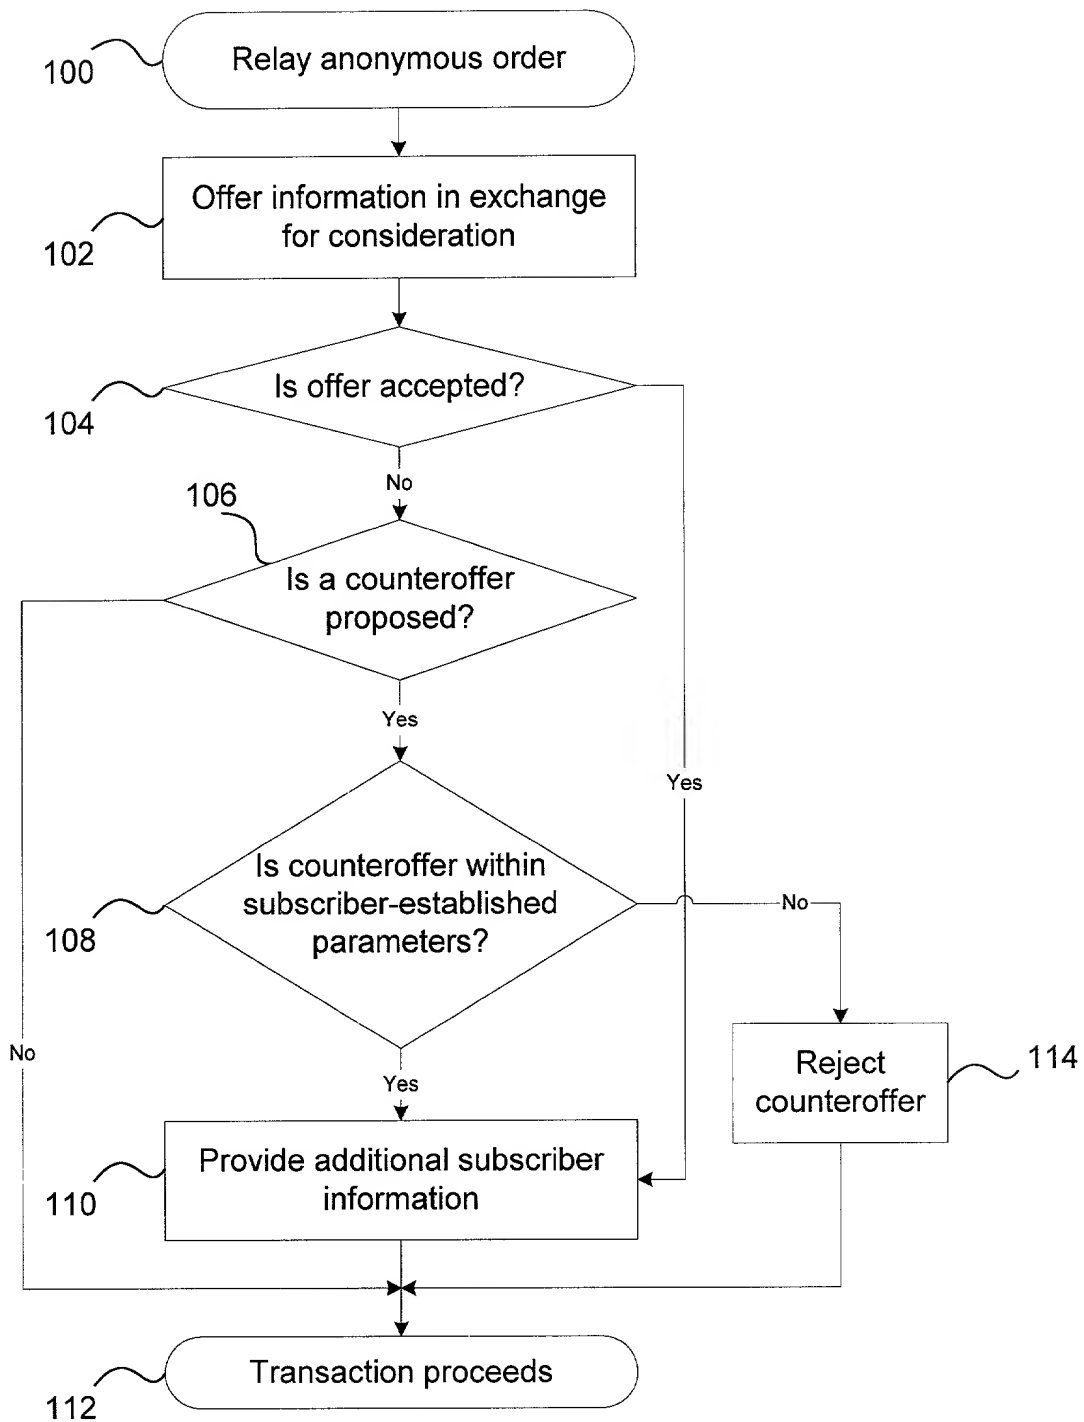 Relay anonymous order
100
Offer information in exchange
for consideration
102
Is offer accepted?
104
No
106
Is a counteroffer
proposed?
Yes
Yes
Is counteroffer within
subscriber-established
parameters?
No
108
No
Yes
Reject
counteroffer
114
Provide additional subscriber
information
110
Transaction proceeds
112